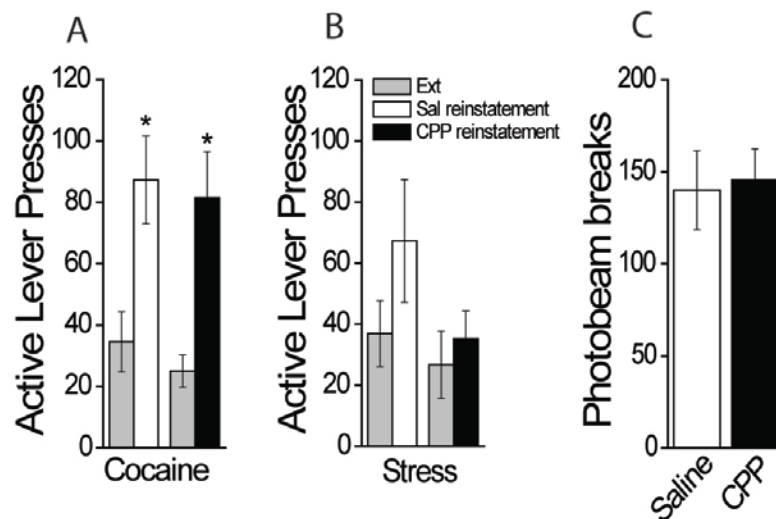 A
B
C
Active Lever Presses
120
100
80
60
40
20
0
*
*
Cocaine
Active Lever Presses
120
100
80
60
40
20
0
Ext
Sal reinstatement
CPP reinstatement
Stress
Photobeam breaks
200
150
100
50
0
Saline
CPP